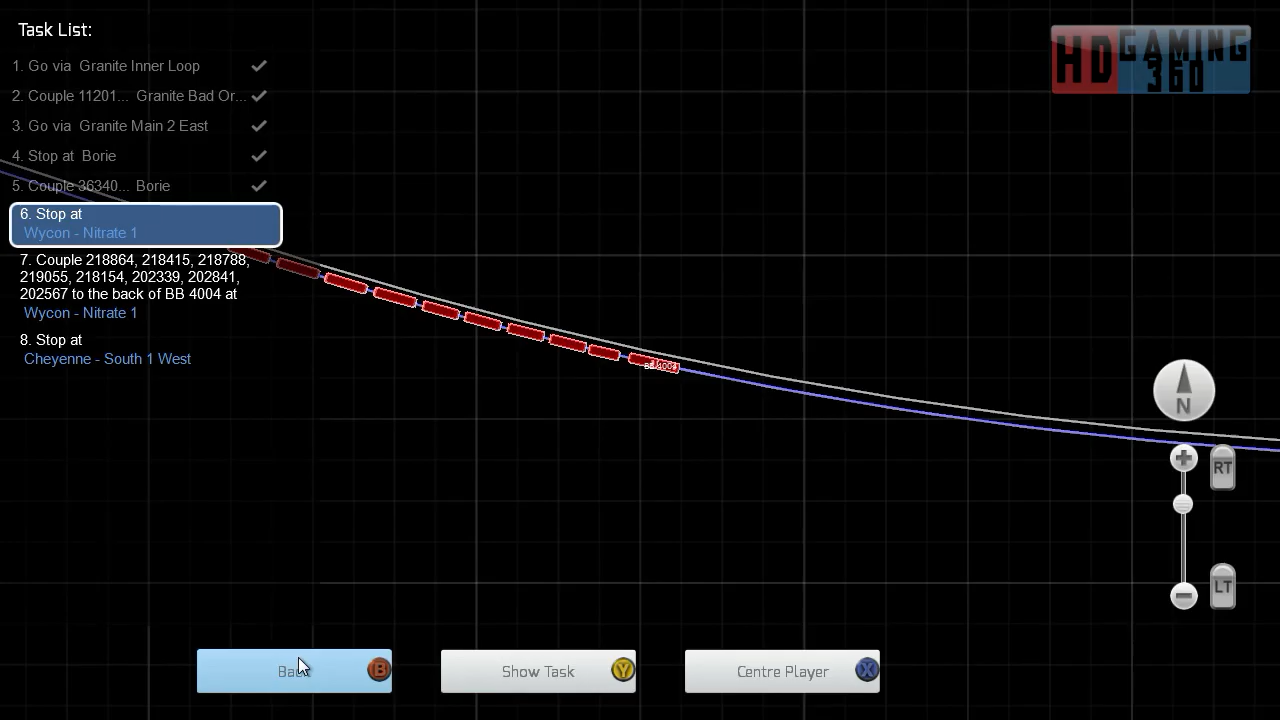 Task List:
1. Go via Granite Inner Loop
2. Couple 11201... Granite Bad Or...
3. Go via Granite Main 2 East
4. Stop at Borie
5. Couple 36340... Borie
6. Stop at
Wycon - Nitrate 1
7. Couple 218864, 218415, 218788,
219055, 218154, 202339, 202841,
202567 to the back of BB 4004 at
Wycon - Nitrate 1
8. Stop at
Cheyenne - South 1 West
HD GAMING
360
BB 4004
N
RT
LT
Back B
Show Task Y
Centre Player X